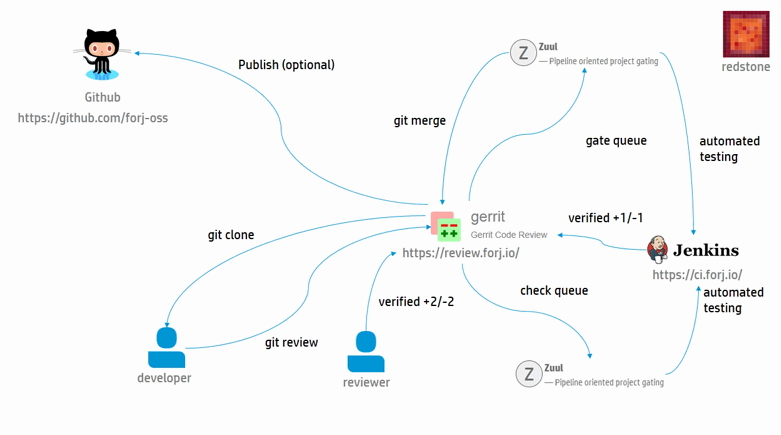 Z
Zuul
— Pipeline oriented project gating
redstone
Publish (optional)
Github
https://github.com/forj-oss
git merge
gate queue
automated
testing
gerrit
Gerrit Code Review
https://review.forj.io/
verified +1/-1
Jenkins
https://ci.forj.io/
git clone
verified +2/-2
check queue
automated
testing
git review
developer
reviewer
Z
Zuul
— Pipeline oriented project gating